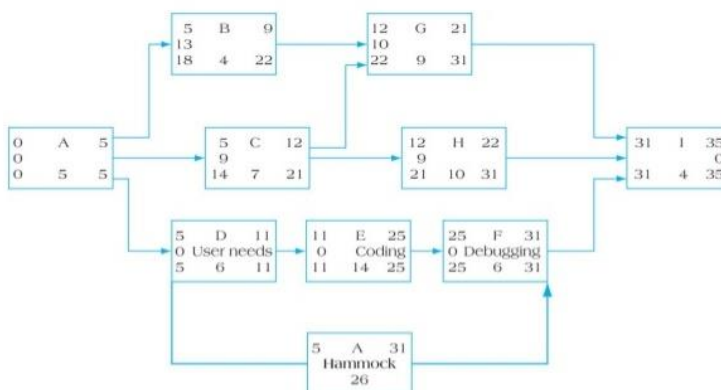 5 B 9
13
18 4 22
12 G 21
10
22 9 31
0 A 5
0
0 5 5
5 C 12
9
14 7 21
12 H 22
9
21 10 31
31 I 35
0
31 4 35
5 D 11
0 User needs
5 6 11
11 E 25
0 Coding
11 14 25
25 F 31
0 Debugging
25 6 31
5 A 31
Hammock
26